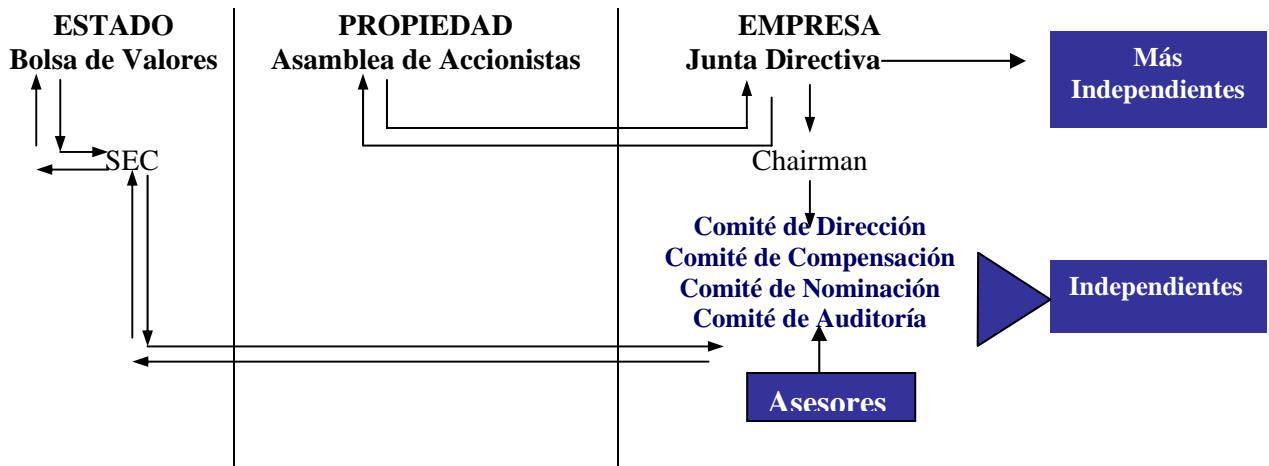 ESTADO
Bolsa de Valores
PROPIEDAD
Asamblea de Accionistas
EMPRESA
Junta Directiva
Más
Independientes
SEC
Chairman
Comité de Dirección
Comité de Compensación
Comité de Nominación
Comité de Auditoría
Independientes
Asesores